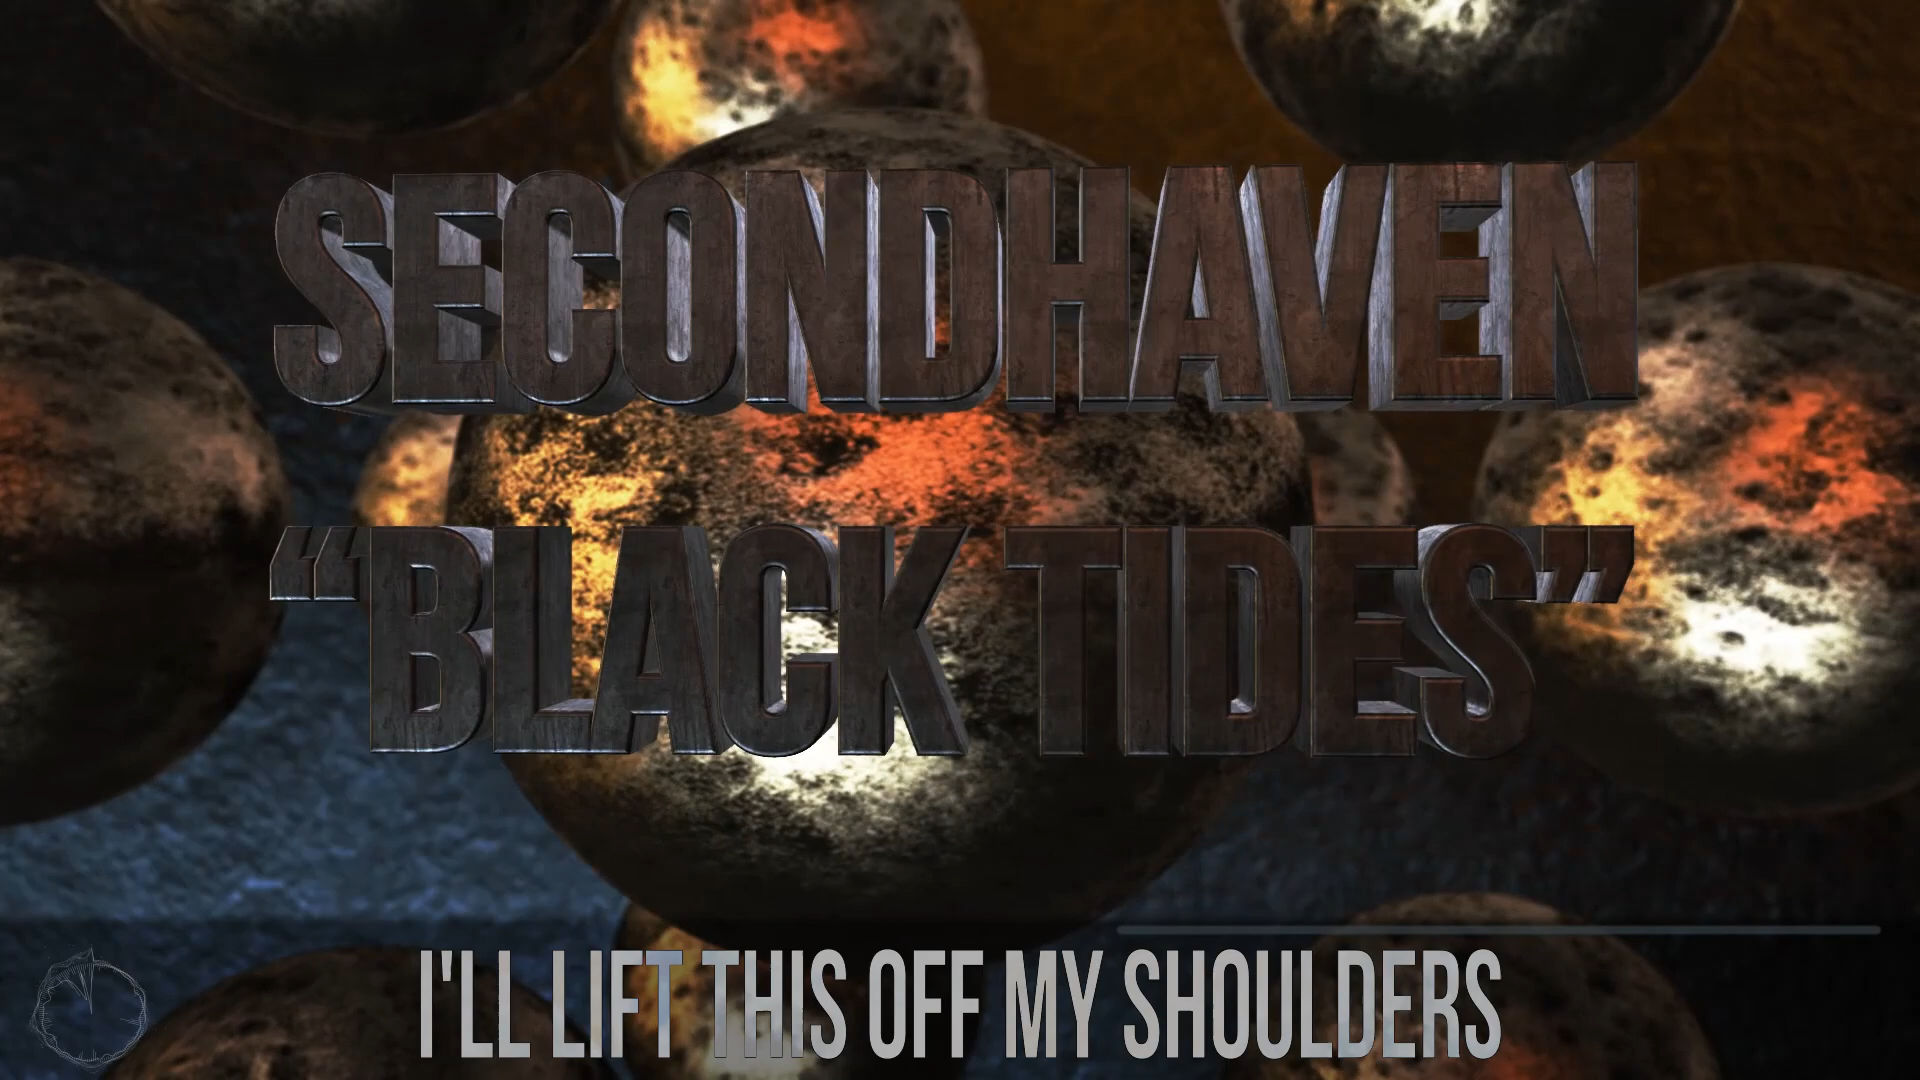 SECONDHAVEN
“BLACK TIDES”
I'LL LIFT THIS OFF MY SHOULDERS